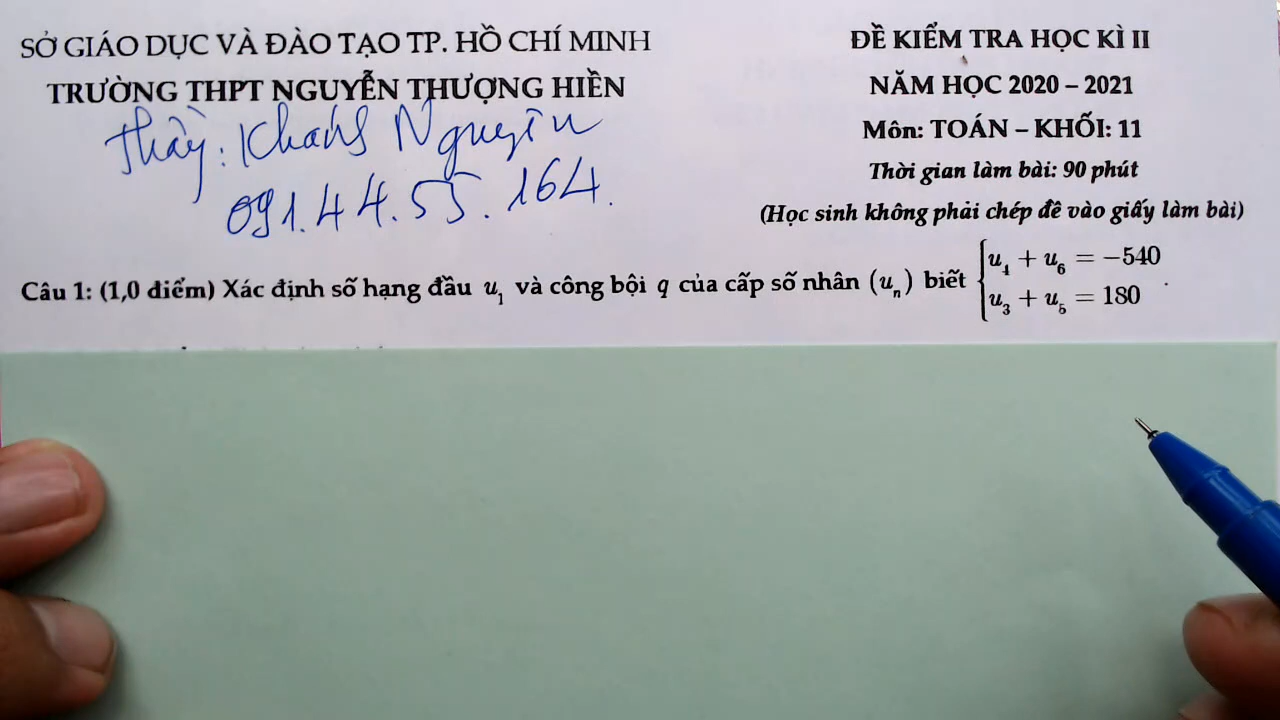 SỞ GIÁO DỤC VÀ ĐÀO TẠO TP. HỒ CHÍ MINH
TRƯỜNG THPT NGUYỄN THƯỢNG HIỀN
Thầy: Khánh Nguyên
091.44.55.164.
ĐỀ KIỂM TRA HỌC KÌ II
NĂM HỌC 2020 – 2021
Môn: TOÁN – KHỐI: 11
Thời gian làm bài: 90 phút
(Học sinh không phải chép đề vào giấy làm bài)
Câu 1: (1,0 điểm) Xác định số hạng đầu u₁ và công bội q của cấp số nhân (uₙ) biết { u₄ + u₆ = −540
u₃ + u₅ = 180 .